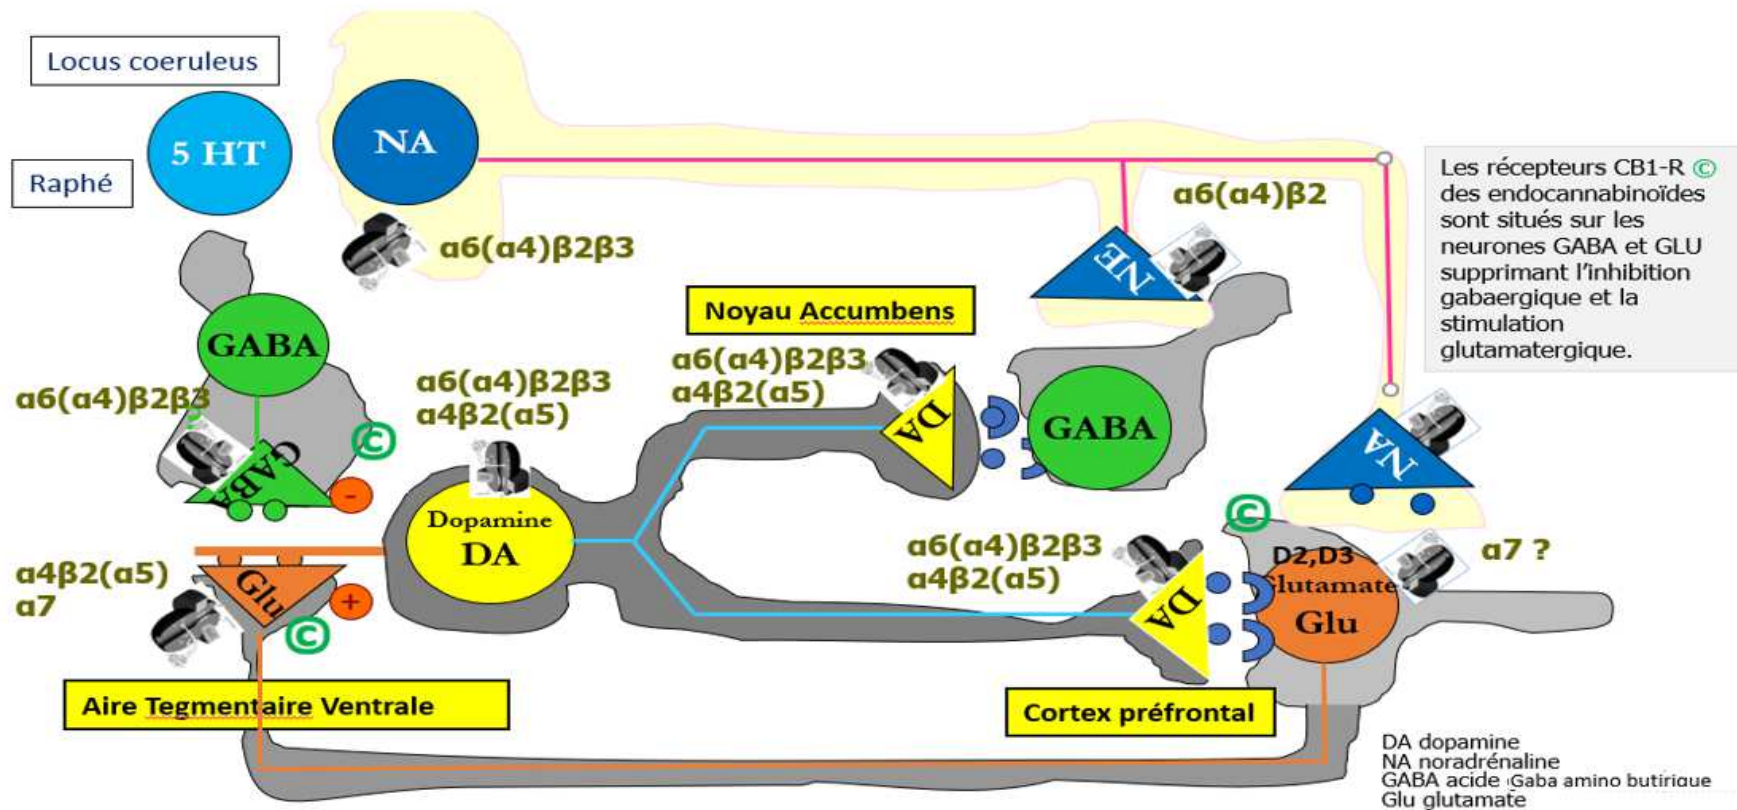 Locus coeruleus
5 HT
NA
Raphé
α6(α4)β2β3
α6(α4)β2
NE
Les récepteurs CB1-R ©
des endocannabinoïdes
sont situés sur les
neurones GABA et GLU
supprimant l'inhibition
gabaergique et la
stimulation
glutamatergique.
Noyau Accumbens
GABA
α6(α4)β2β3
α6(α4)β2β3
α4β2(α5)
α6(α4)β2β3
α4β2(α5)
DA
GABA
NA
GABA
GABA
©
-
Dopamine
DA
α4β2(α5)
α7
Glu
+
©
α6(α4)β2β3
α4β2(α5)
DA
©
D2,D3
Glutamate
Glu
α7 ?
Aire Tegmentaire Ventrale
Cortex préfrontal
DA dopamine
NA noradrénaline
GABA acide Gaba amino butirique
Glu glutamate